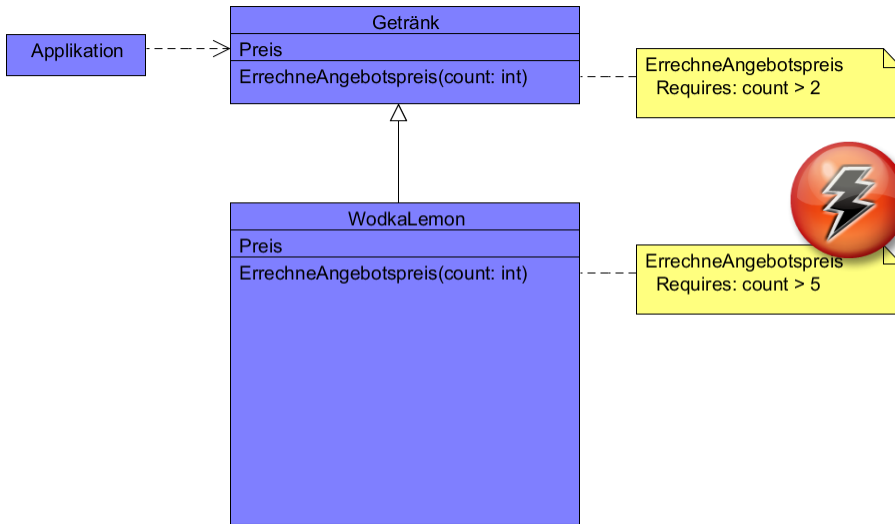 Getränk
Applikation
Preis
ErrechneAngebotspreis(count: int)
ErrechneAngebotspreis
Requires: count > 2
WodkaLemon
Preis
ErrechneAngebotspreis(count: int)
ErrechneAngebotspreis
Requires: count > 5